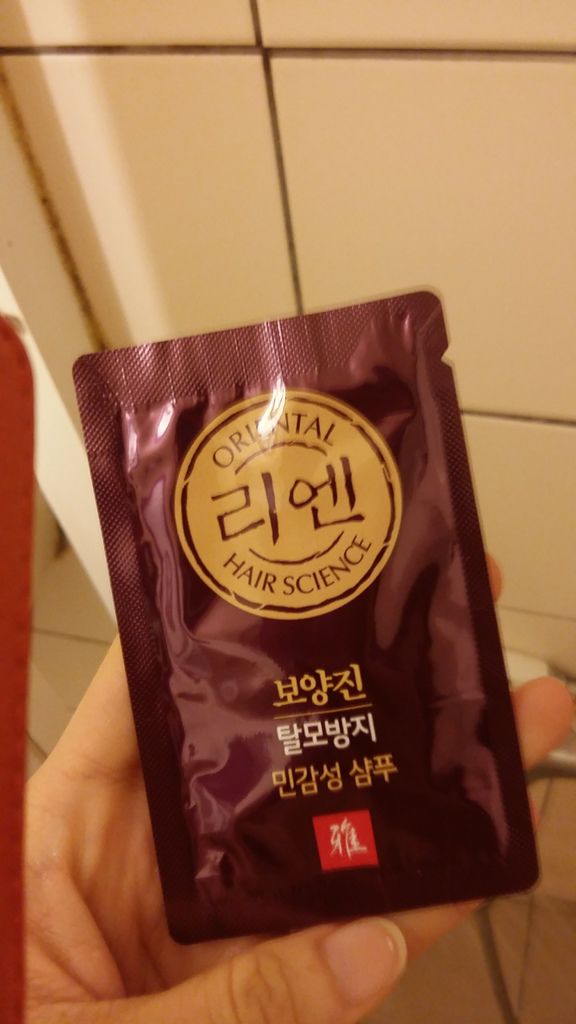 ORIENTAL
리엔
HAIR SCIENCE
보양진
탈모방지
민감성 샴푸
雅